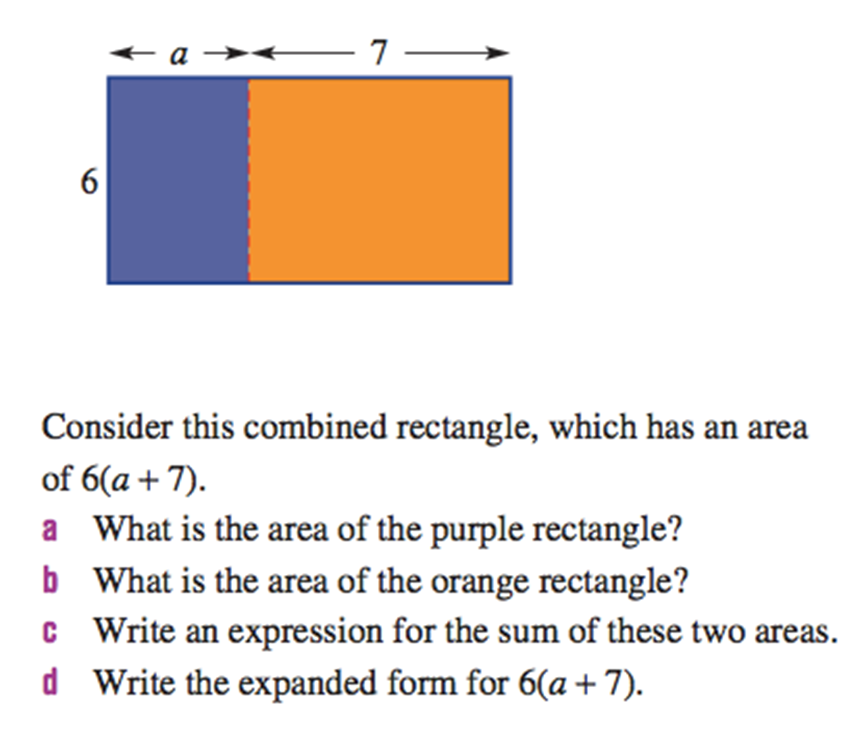 a 7
6
Consider this combined rectangle, which has an area
of 6(a + 7).
a What is the area of the purple rectangle?
b What is the area of the orange rectangle?
c Write an expression for the sum of these two areas.
d Write the expanded form for 6(a + 7).